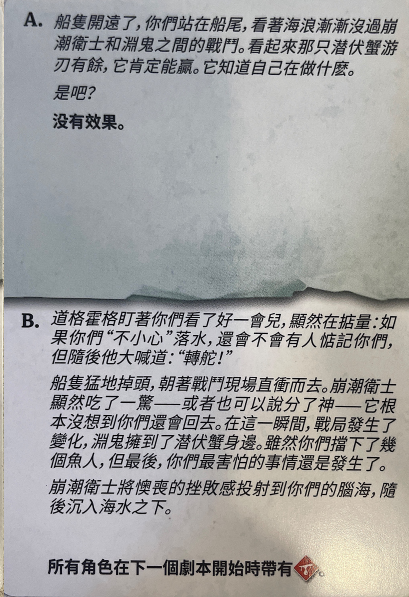 A. 船隻開遠了，你們站在船尾，看著海浪漸漸沒過崩
潮衛士和淵鬼之間的戰鬥。看起來那只潜伏蟹游
刃有餘，它肯定能贏。它知道自己在做什麽。
是吧？
没有效果。
B. 道格霍格盯著你們看了好一會兒，顯然在掂量：如
果你們“不小心”落水，還會不會有人惦記你們，
但隨後他大喊道：“轉舵！”
船隻猛地掉頭，朝著戰鬥現場直衝而去。崩潮衛士
顯然吃了一驚——或者也可以說分了神——它根
本沒想到你們還會回去。在這一瞬間，戰局發生了
變化，淵鬼擁到了潜伏蟹身邊。雖然你們擋下了幾
個魚人，但最後，你們最害怕的事情還是發生了。
崩潮衛士將懊喪的挫敗感投射到你們的腦海，隨
後沉入海水之下。
所有角色在下一個劇本開始時帶有。